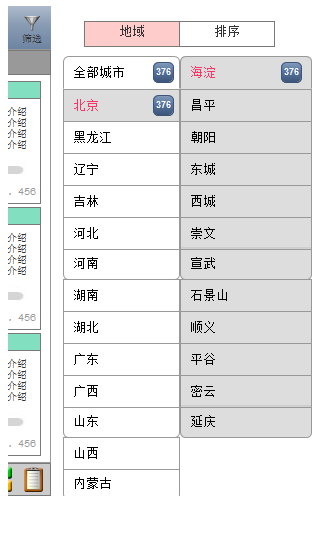 地域 排序
筛选
全部城市 376 海淀 376
北京 376 昌平
黑龙江 朝阳
辽宁 东城
吉林 西城
河北 崇文
河南 宣武
湖南 石景山
湖北 顺义
广东 平谷
广西 密云
山东 延庆
山西
内蒙古
介绍
介绍
介绍
介绍
. 456
介绍
介绍
介绍
介绍
. 456
介绍
介绍
介绍
介绍
. 456